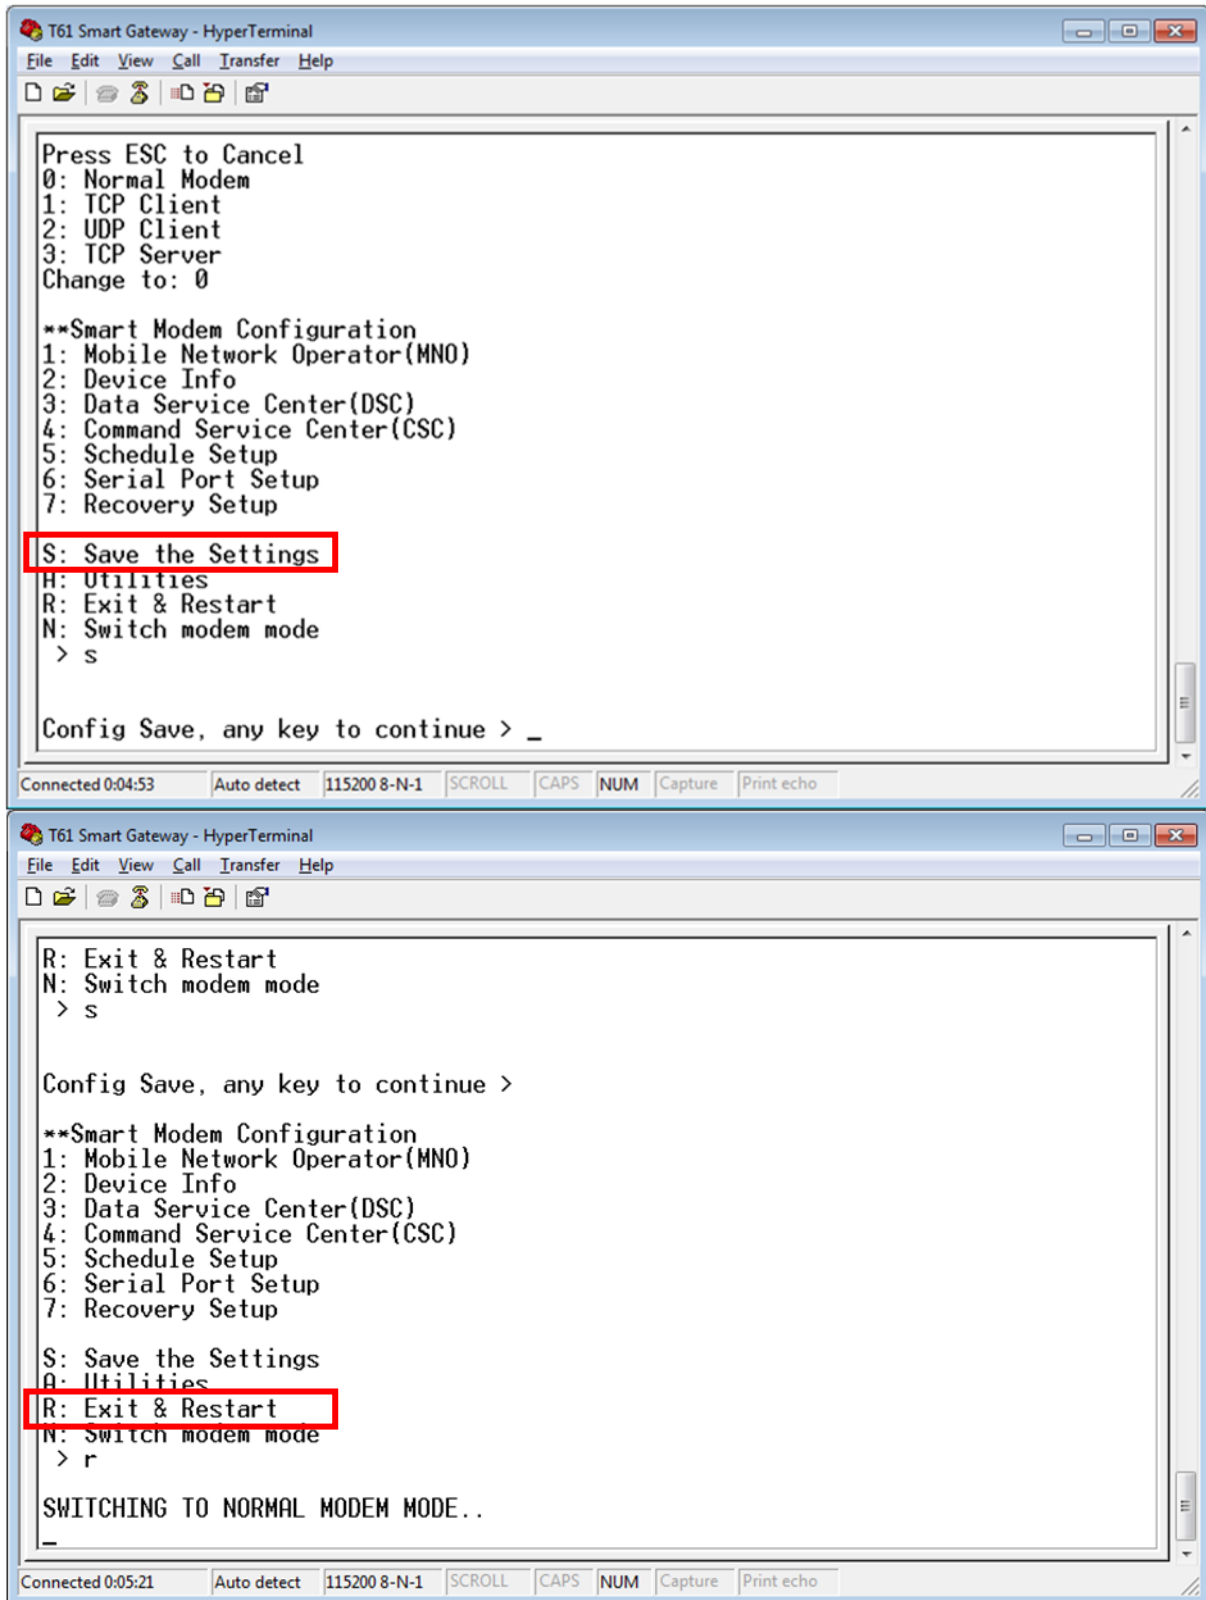 T61 Smart Gateway - HyperTerminal
File Edit View Call Transfer Help
Press ESC to Cancel
0: Normal Modem
1: TCP Client
2: UDP Client
3: TCP Server
Change to: 0
**Smart Modem Configuration
1: Mobile Network Operator(MNO)
2: Device Info
3: Data Service Center(DSC)
4: Command Service Center(CSC)
5: Schedule Setup
6: Serial Port Setup
7: Recovery Setup
S: Save the Settings
A: Utilities
R: Exit & Restart
N: Switch modem mode
> s
Config Save, any key to continue > _
Connected 0:04:53 Auto detect 115200 8-N-1 SCROLL CAPS NUM Capture Print echo
T61 Smart Gateway - HyperTerminal
File Edit View Call Transfer Help
R: Exit & Restart
N: Switch modem mode
> s
Config Save, any key to continue >
**Smart Modem Configuration
1: Mobile Network Operator(MNO)
2: Device Info
3: Data Service Center(DSC)
4: Command Service Center(CSC)
5: Schedule Setup
6: Serial Port Setup
7: Recovery Setup
S: Save the Settings
A: Utilities
R: Exit & Restart
N: Switch modem mode
> r
SWITCHING TO NORMAL MODEM MODE..
_
Connected 0:05:21 Auto detect 115200 8-N-1 SCROLL CAPS NUM Capture Print echo